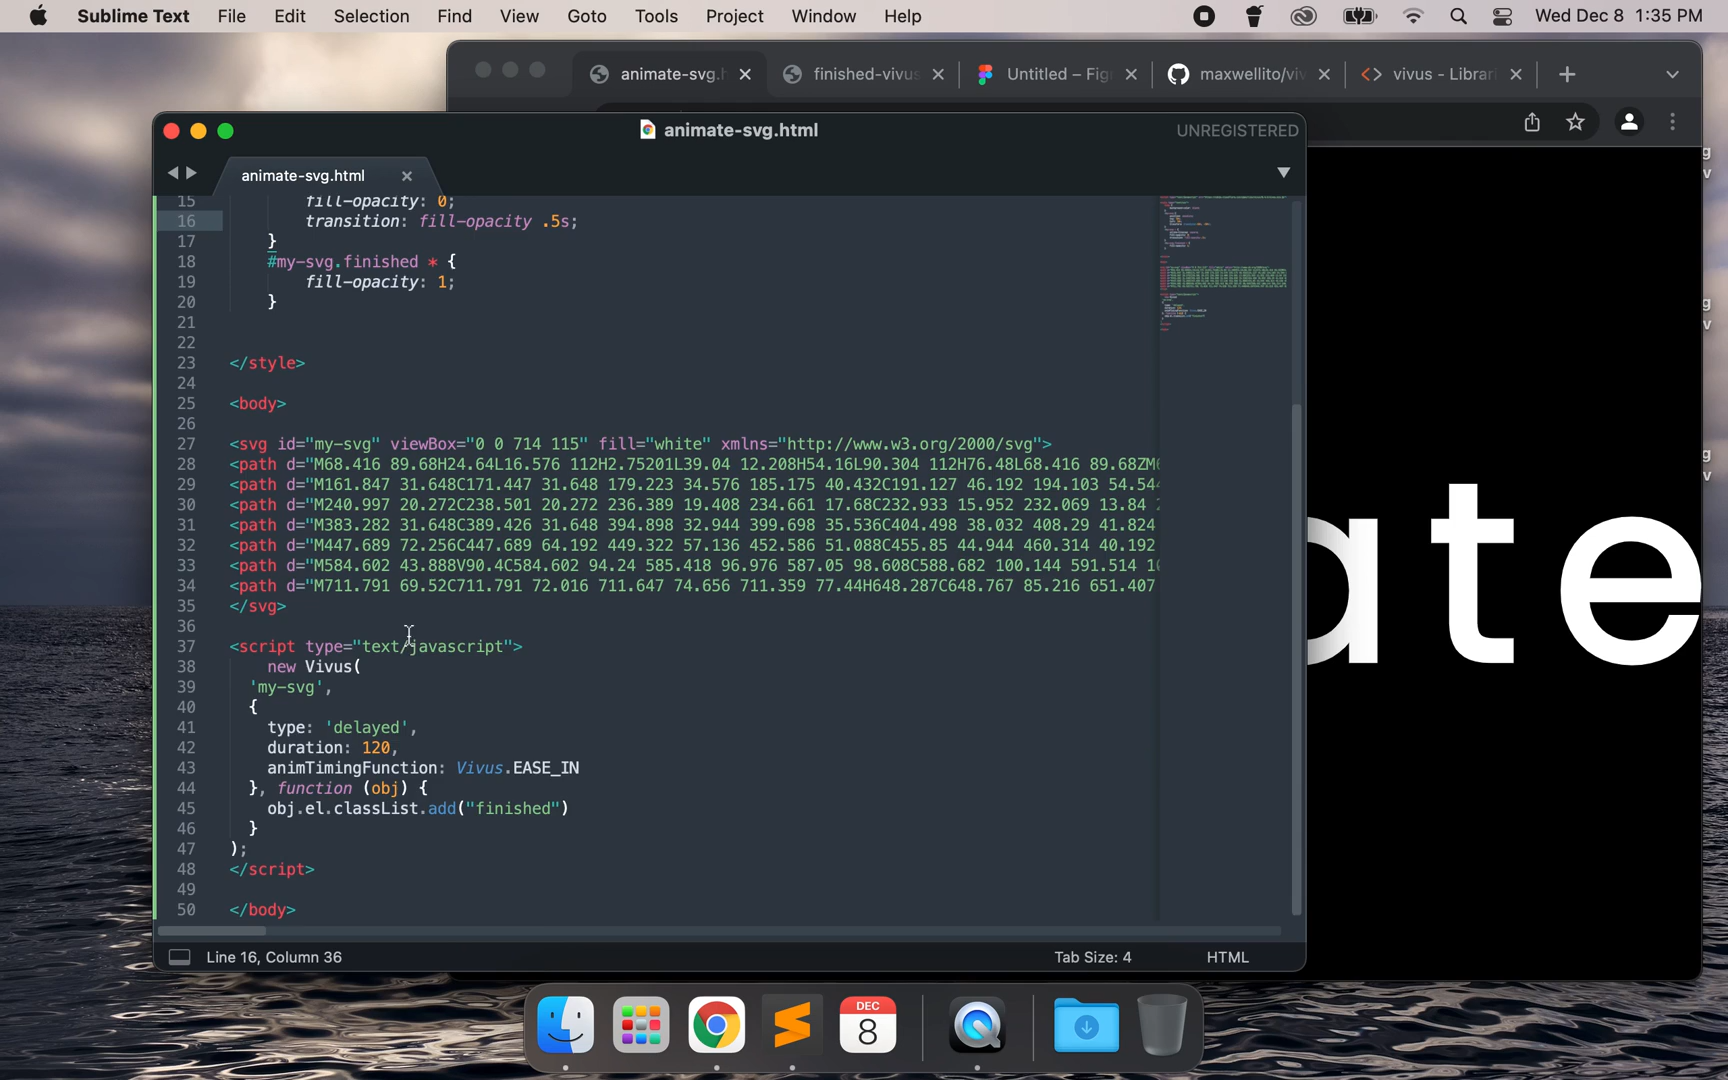 Sublime Text File Edit Selection Find View Goto Tools Project Window Help Wed Dec 8 1:35 PM
animate-svg.h finished-vivus Untitled – Fig maxwellito/viv vivus - Librari
animate-svg.html UNREGISTERED
animate-svg.html
15 fill-opacity: 0;
16 transition: fill-opacity .5s;
17 }
18 #my-svg.finished * {
19 fill-opacity: 1;
20 }
21
22
23 </style>
24
25 <body>
26
27 <svg id="my-svg" viewBox="0 0 714 115" fill="white" xmlns="http://www.w3.org/2000/svg">
28 <path d="M68.416 89.68H24.64L16.576 112H2.75201L39.04 12.208H54.16L90.304 112H76.48L68.416 89.68ZM6
29 <path d="M161.847 31.648C171.447 31.648 179.223 34.576 185.175 40.432C191.127 46.192 194.103 54.544
30 <path d="M240.997 20.272C238.501 20.272 236.389 19.408 234.661 17.68C232.933 15.952 232.069 13.84 2
31 <path d="M383.282 31.648C389.426 31.648 394.898 32.944 399.698 35.536C404.498 38.032 408.29 41.824
32 <path d="M447.689 72.256C447.689 64.192 449.322 57.136 452.586 51.088C455.85 44.944 460.314 40.192
33 <path d="M584.602 43.888V90.4C584.602 94.24 585.418 96.976 587.05 98.608C588.682 100.144 591.514 10
34 <path d="M711.791 69.52C711.791 72.016 711.647 74.656 711.359 77.44H648.287C648.767 85.216 651.407
35 </svg>
36
37 <script type="text/javascript">
38 new Vivus(
39 'my-svg',
40 {
41 type: 'delayed',
42 duration: 120,
43 animTimingFunction: Vivus.EASE_IN
44 }, function (obj) {
45 obj.el.classList.add("finished")
46 }
47 );
48 </script>
49
50 </body>
Line 16, Column 36 Tab Size: 4 HTML
ate
DEC
8